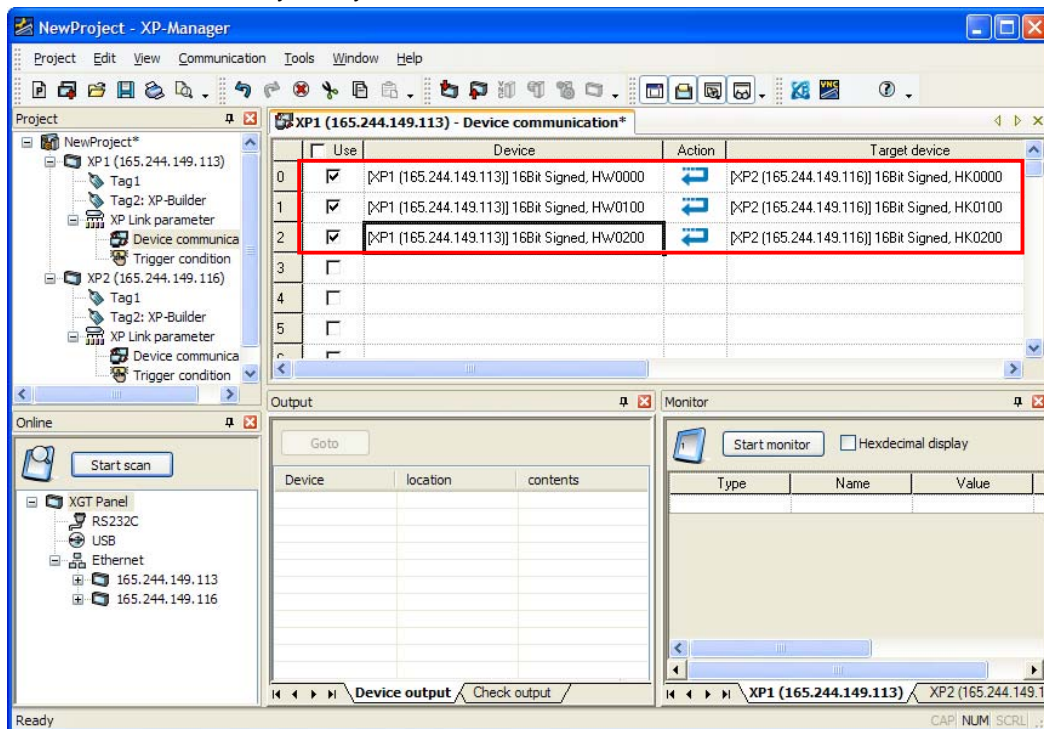 NewProject - XP-Manager
Project Edit View Communication Tools Window Help
Project
NewProject*
XP1 (165.244.149.113)
Tag1
Tag2: XP-Builder
XP Link parameter
Device communica
Trigger condition
XP2 (165.244.149.116)
Tag1
Tag2: XP-Builder
XP Link parameter
Device communica
Trigger condition
XP1 (165.244.149.113) - Device communication*
Use Device Action Target device
0 [XP1 (165.244.149.113)] 16Bit Signed, HW0000 [XP2 (165.244.149.116)] 16Bit Signed, HK0000
1 [XP1 (165.244.149.113)] 16Bit Signed, HW0100 [XP2 (165.244.149.116)] 16Bit Signed, HK0100
2 [XP1 (165.244.149.113)] 16Bit Signed, HW0200 [XP2 (165.244.149.116)] 16Bit Signed, HK0200
3
4
5
Online
Start scan
XGT Panel
RS232C
USB
Ethernet
165.244.149.113
165.244.149.116
Output
Goto
Device location contents
Device output Check output
Monitor
Start monitor Hexdecimal display
Type Name Value
XP1 (165.244.149.113) XP2 (165.244.149.1
Ready CAP NUM SCRL